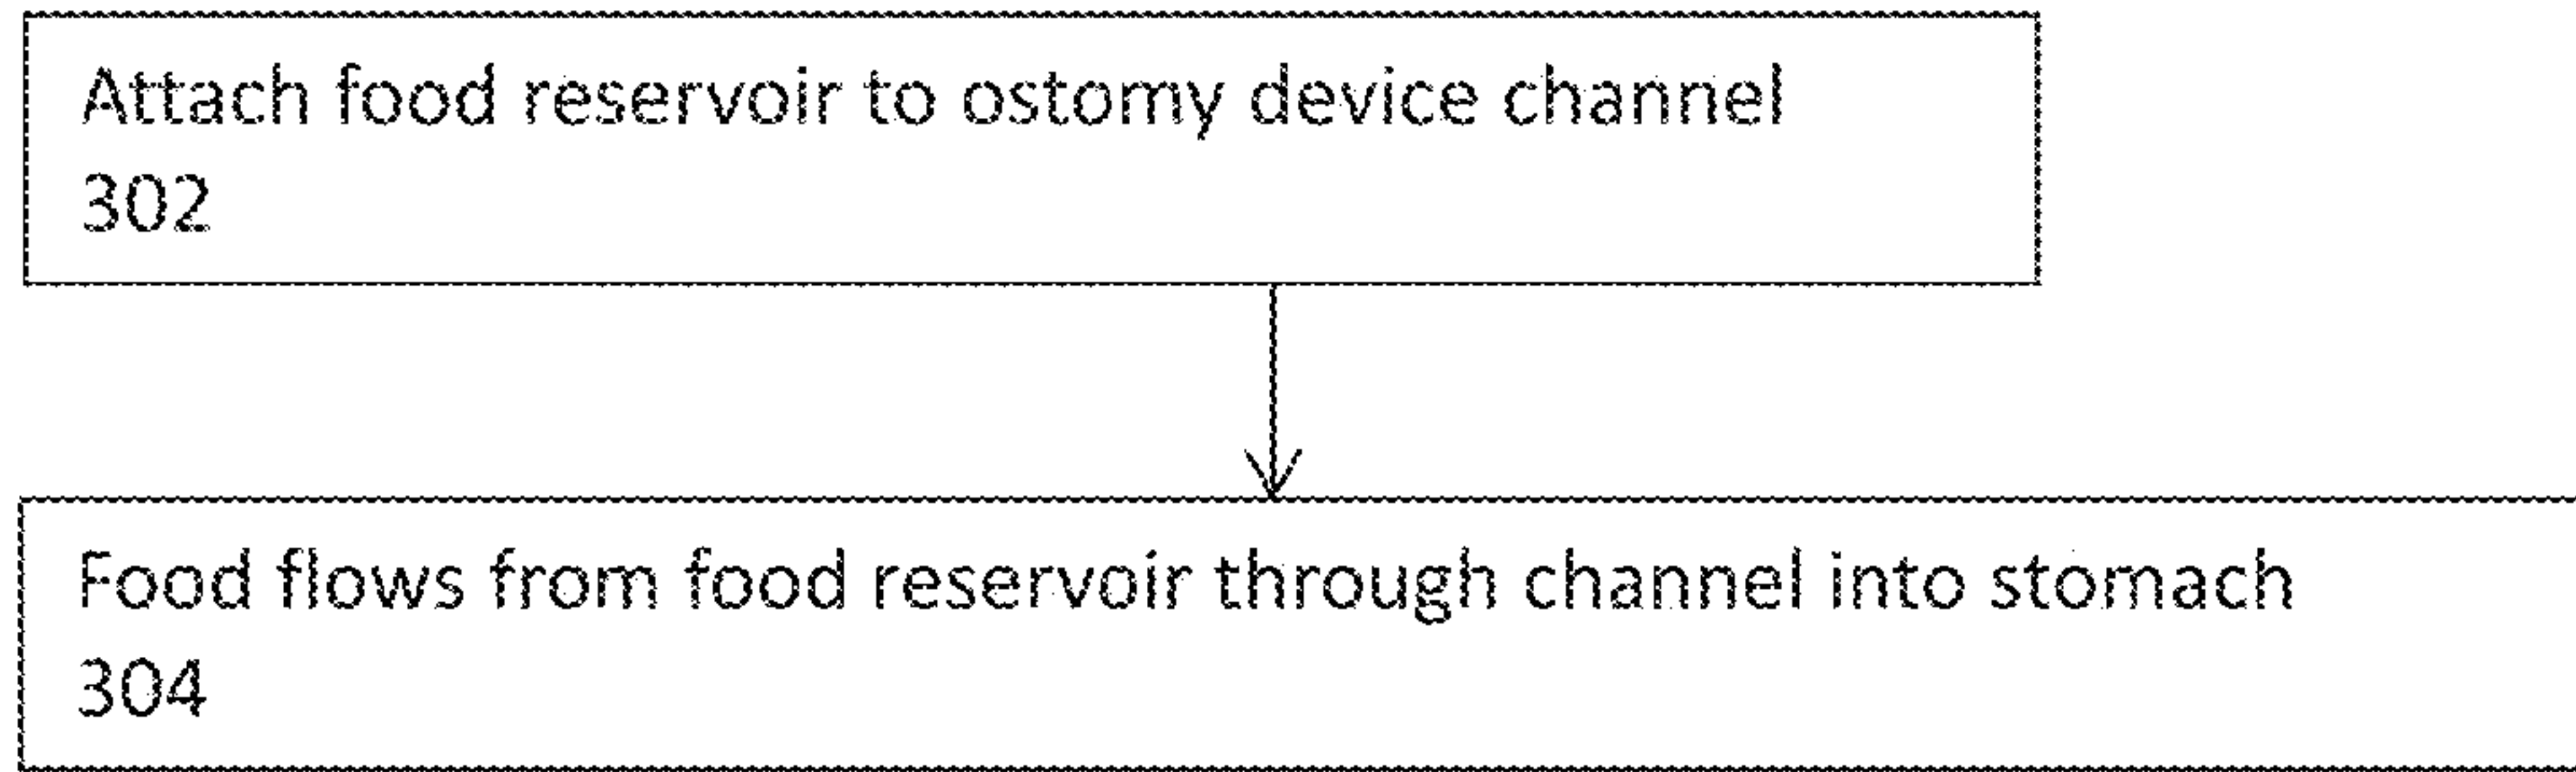 Attach food reservoir to ostomy device channel
302
Food flows from food reservoir through channel into stomach
304